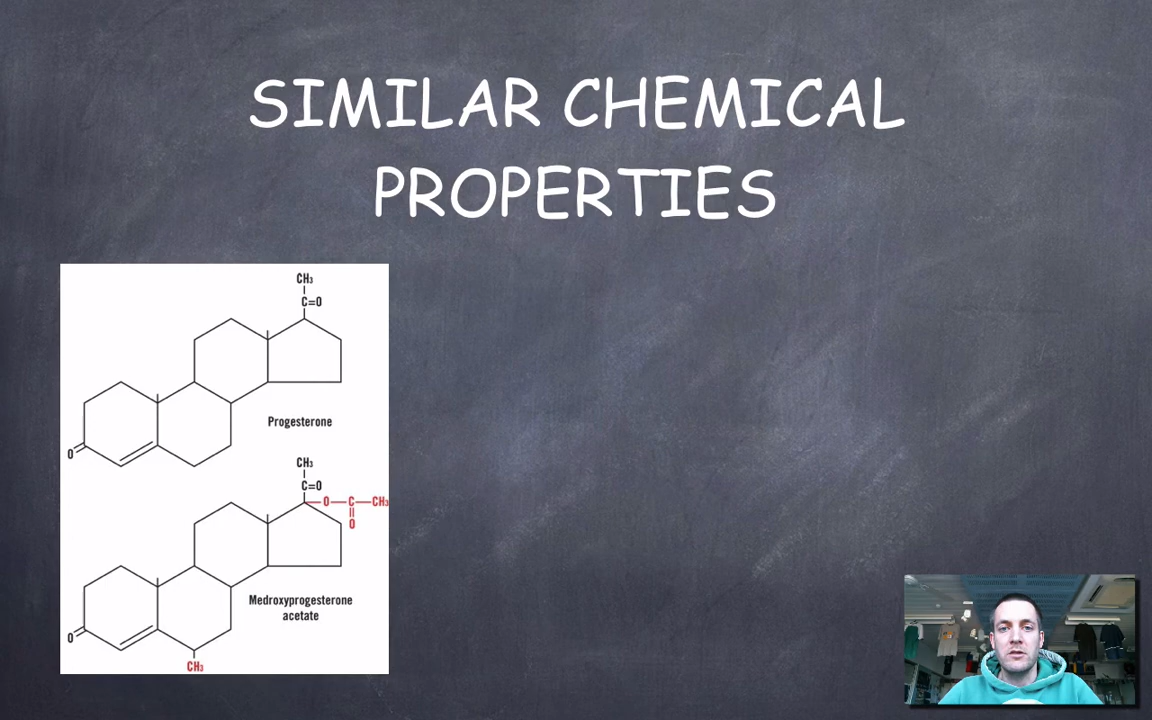 SIMILAR CHEMICAL
PROPERTIES
CH₃
C=O
Progesterone
O
CH₃
C=O
O—C—CH₃
O
Medroxyprogesterone
acetate
O
CH₃